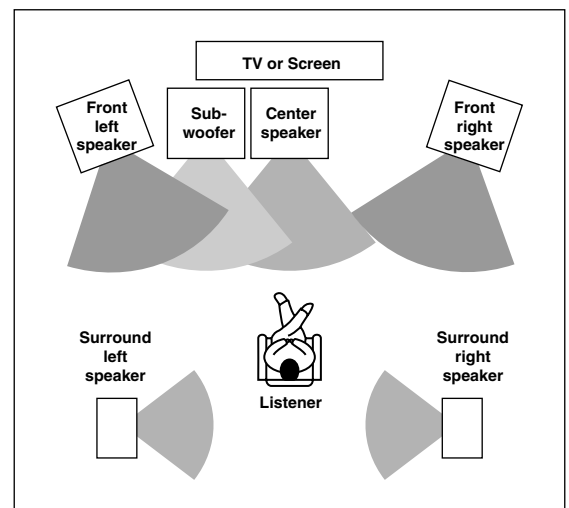 TV or Screen
Front
left
speaker
Sub-
woofer
Center
speaker
Front
right
speaker
Surround
left
speaker
Surround
right
speaker
Listener